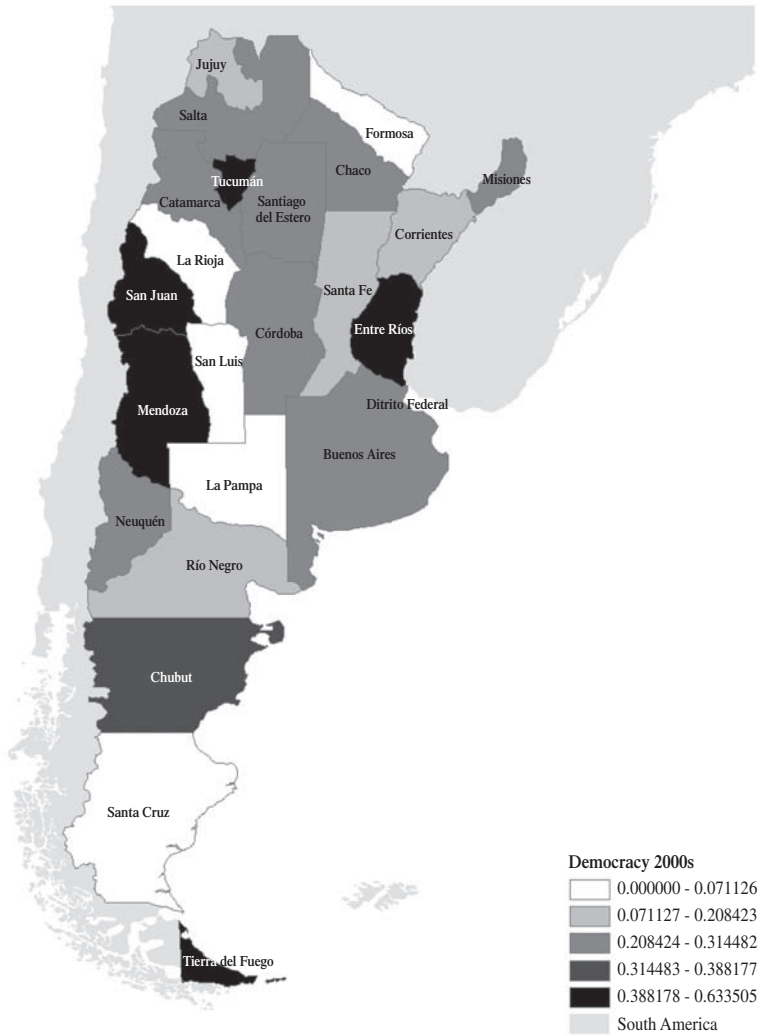 Jujuy
Salta
Formosa
Chaco
Misiones
Tucumán
Catamarca
Santiago
del Estero
Corrientes
La Rioja
San Juan
Santa Fe
Córdoba
Entre Ríos
San Luis
Mendoza
Ditrito Federal
Buenos Aires
La Pampa
Neuquén
Río Negro
Chubut
Santa Cruz
Tierra del Fuego
Democracy 2000s
0.000000 - 0.071126
0.071127 - 0.208423
0.208424 - 0.314482
0.314483 - 0.388177
0.388178 - 0.633505
South America